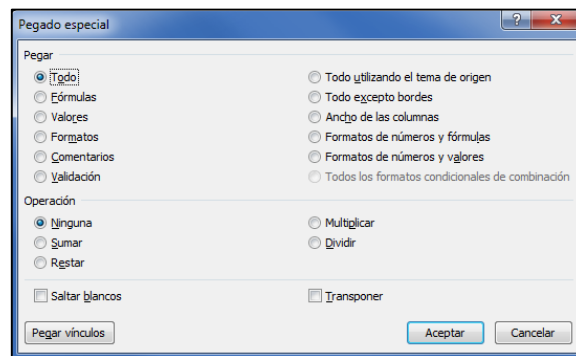 Pegado especial
Pegar
Todo
Todo utilizando el tema de origen
Fórmulas
Todo excepto bordes
Valores
Ancho de las columnas
Formatos
Formatos de números y fórmulas
Comentarios
Formatos de números y valores
Validación
Todos los formatos condicionales de combinación
Operación
Ninguna
Multiplicar
Sumar
Dividir
Restar
Saltar blancos
Transponer
Pegar vínculos
Aceptar
Cancelar